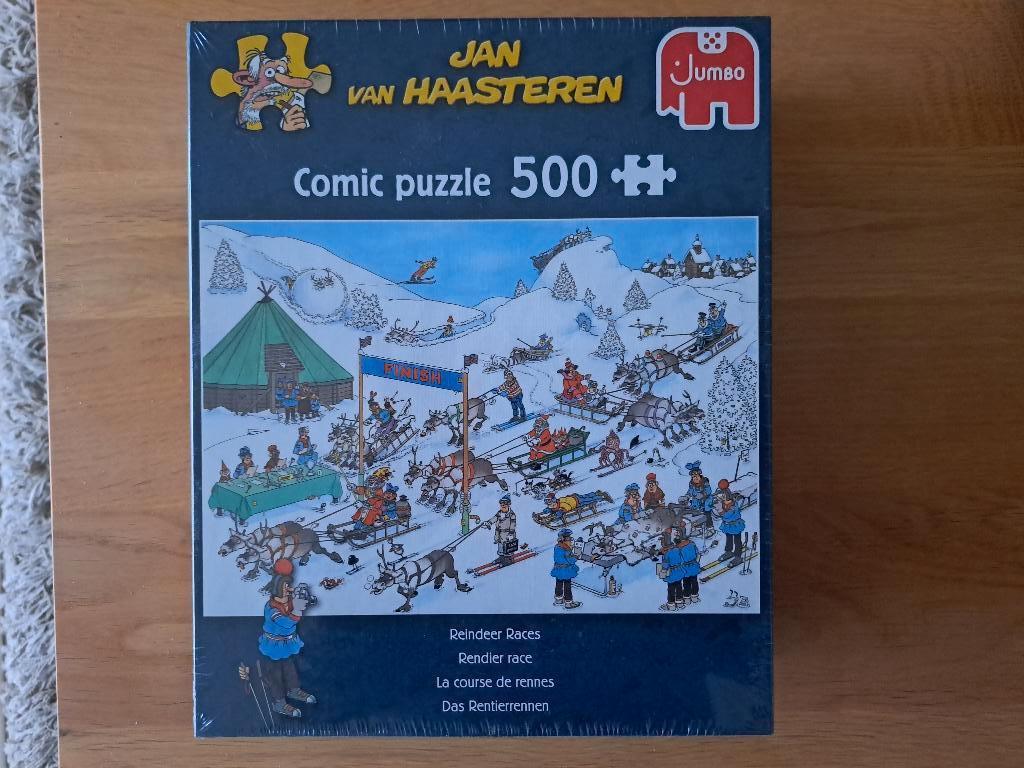 JAN
VAN HAASTEREN
Jumbo
Comic puzzle 500
FINISH
Reindeer Races
Rendier race
La course de rennes
Das Rentierrennen